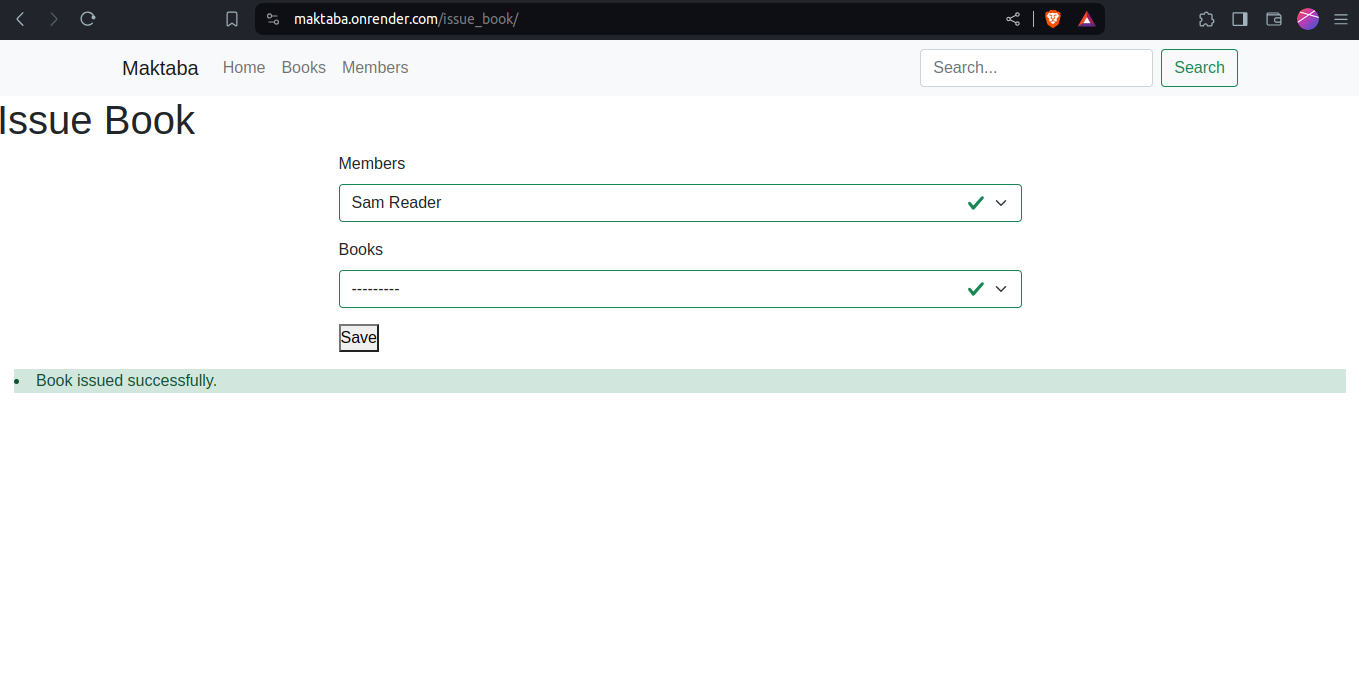 maktaba.onrender.com/issue_book/
Maktaba Home Books Members Search... Search
Issue Book
Members
Sam Reader
Books
---------
Save
Book issued successfully.